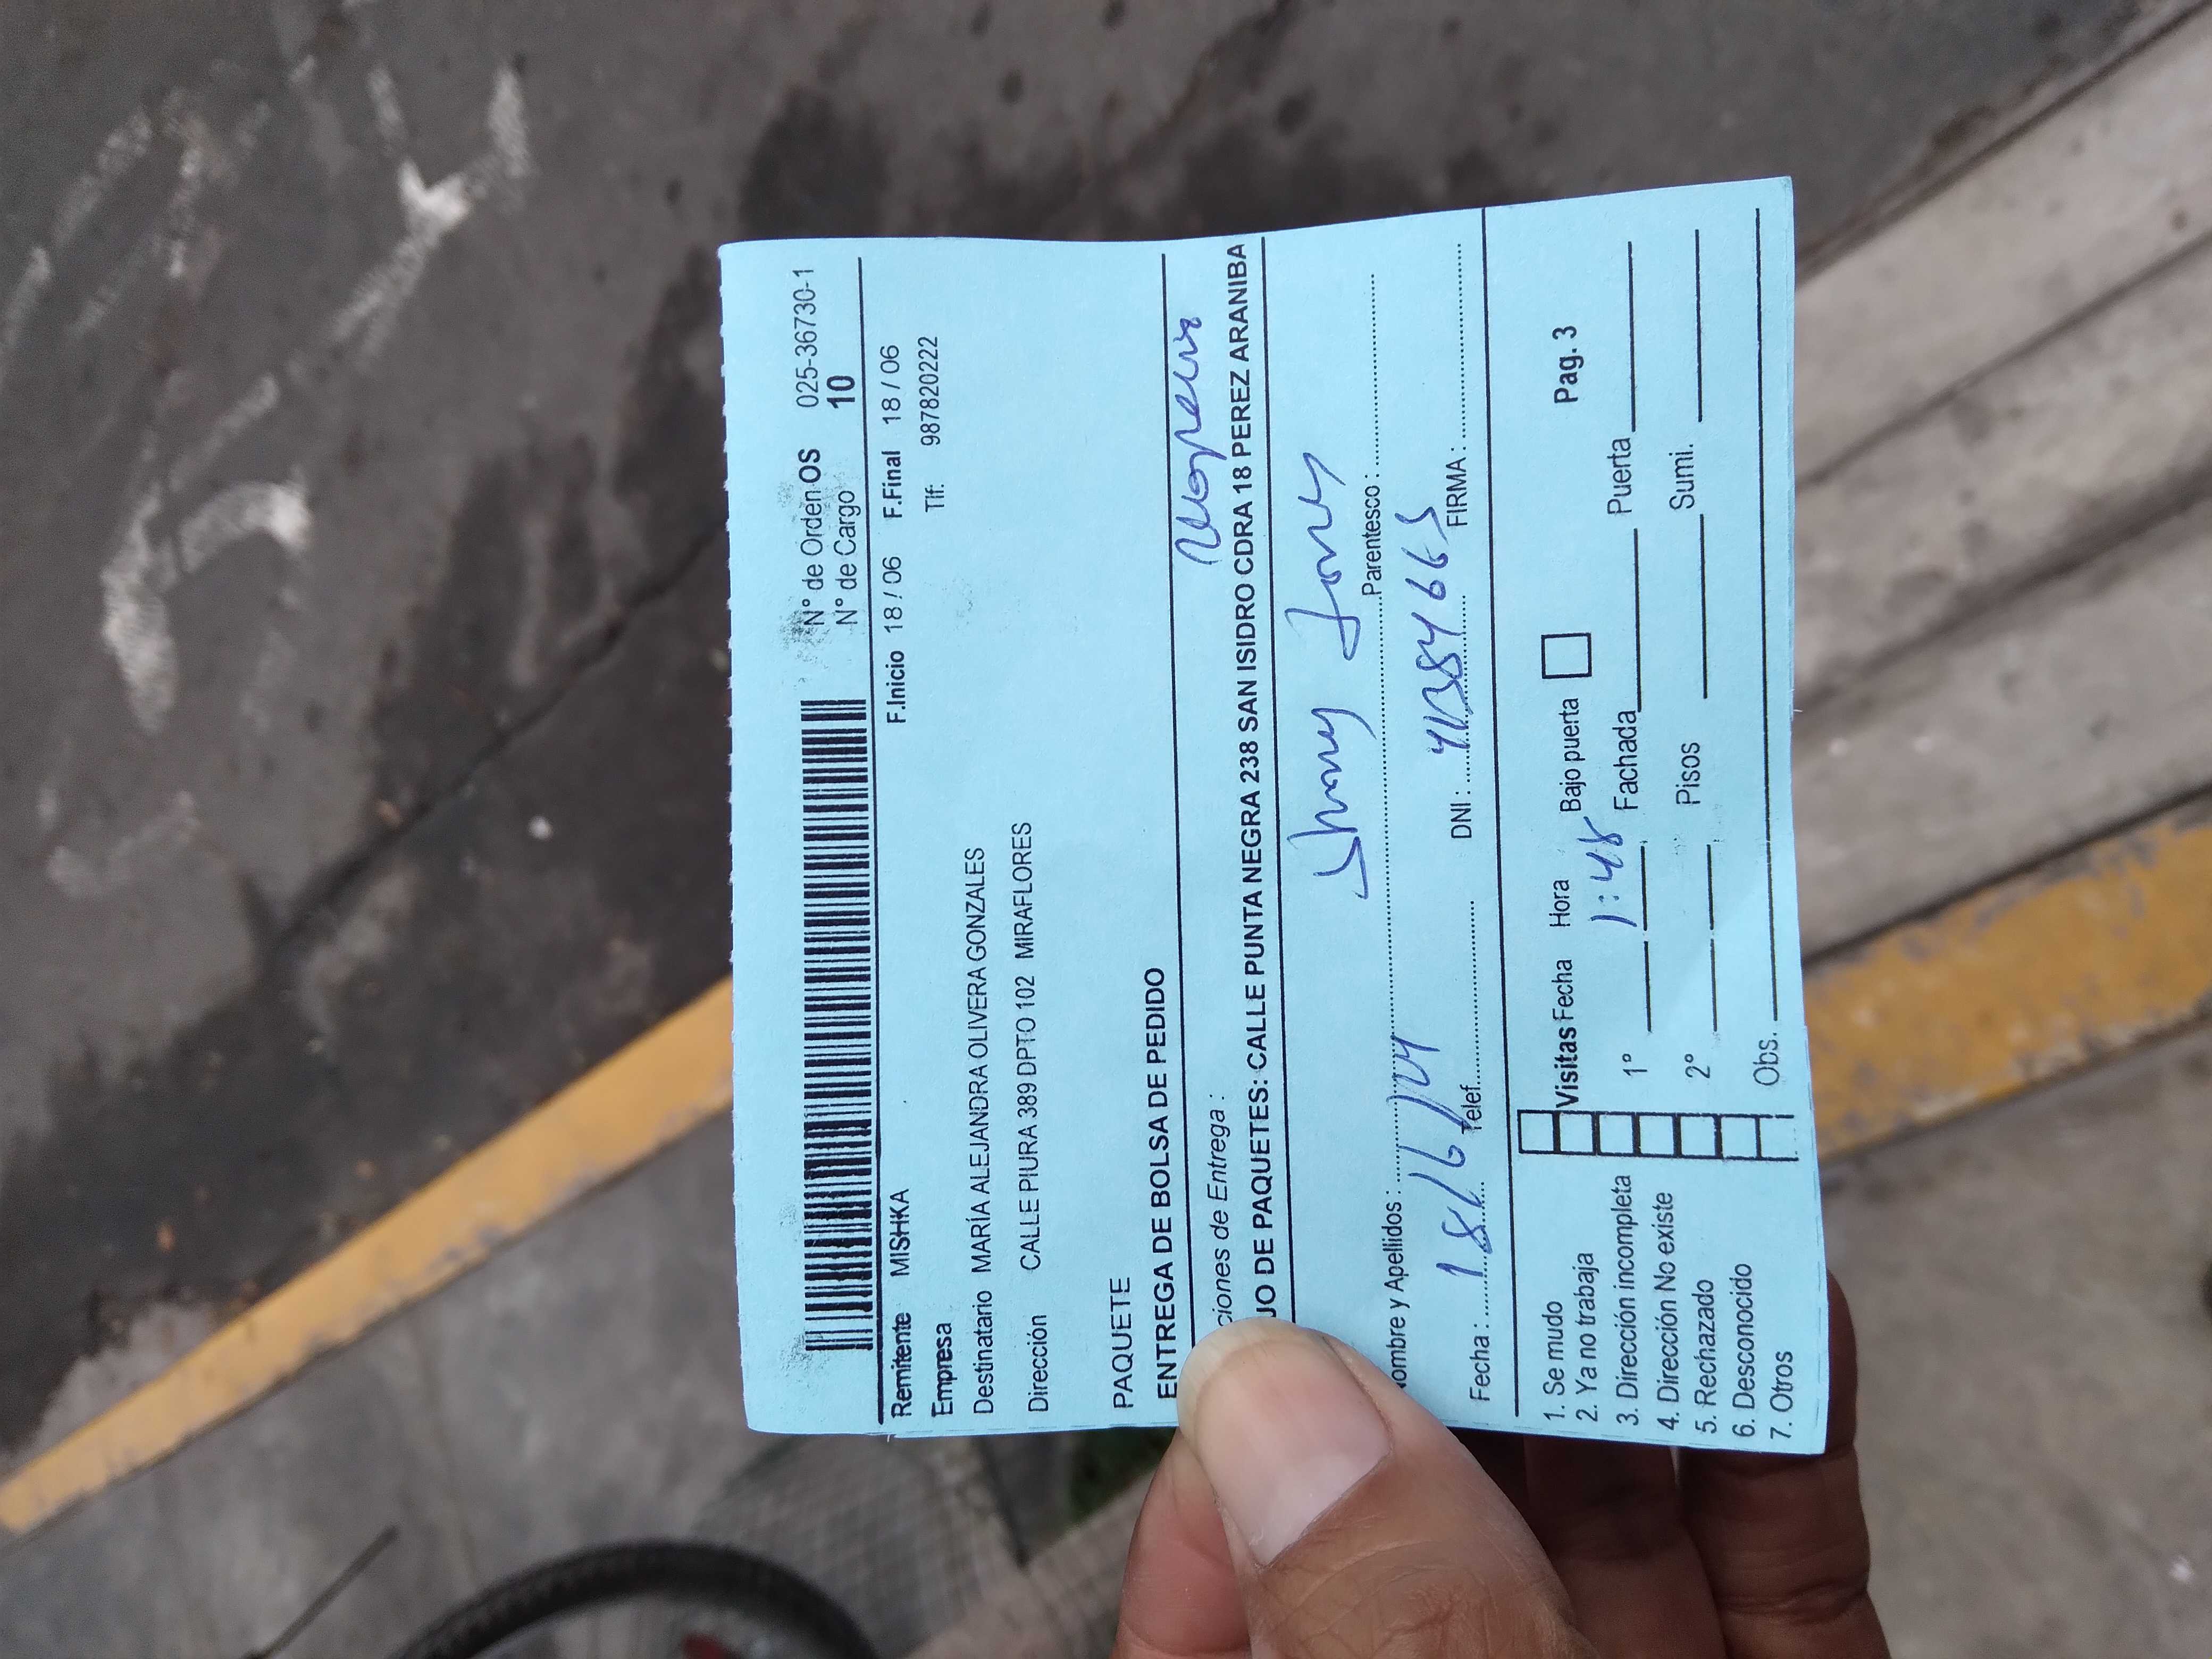 N° de Orden OS 025-36730-1
N° de Cargo 10
Remitente MISHKA F.Inicio 18 / 06 F.Final 18 / 06
Empresa Tlf: 987820222
Destinatario MARÍA ALEJANDRA OLIVERA GONZALES
Dirección CALLE PIURA 389 DPTO 102 MIRAFLORES
PAQUETE
ENTREGA DE BOLSA DE PEDIDO
ciones de Entrega :
JO DE PAQUETES: CALLE PUNTA NEGRA 238 SAN ISIDRO CDRA 18 PEREZ ARANIBA
Nombre y Apellidos : Parentesco :
Fecha : 18/6/24 Telef. DNI : 41384665 FIRMA :
1. Se mudo
2. Ya no trabaja
3. Dirección incompleta
4. Dirección No existe
5. Rechazado
6. Desconocido
7. Otros
Visitas Fecha Hora Bajo puerta Pag. 3
1° 1:48 Fachada Puerta
2° Pisos Sumi.
Obs.